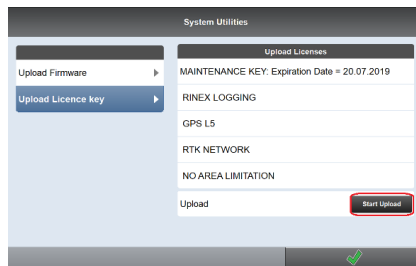 System Utilities
Upload Firmware
Upload Licence key
Upload Licenses
MAINTENANCE KEY: Expiration Date = 20.07.2019
RINEX LOGGING
GPS L5
RTK NETWORK
NO AREA LIMITATION
Upload
Start Upload